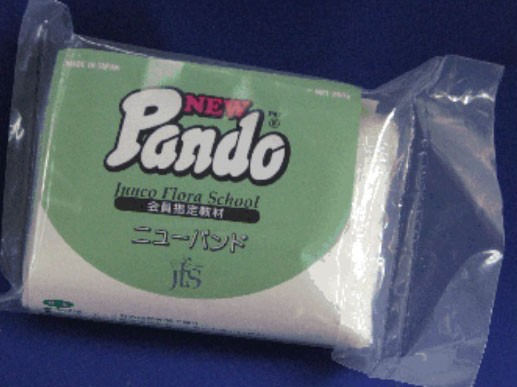 MADE IN JAPAN
NEW
Pando
®
Juuco Flora School
会員指定教材
ニューパンド
JFS